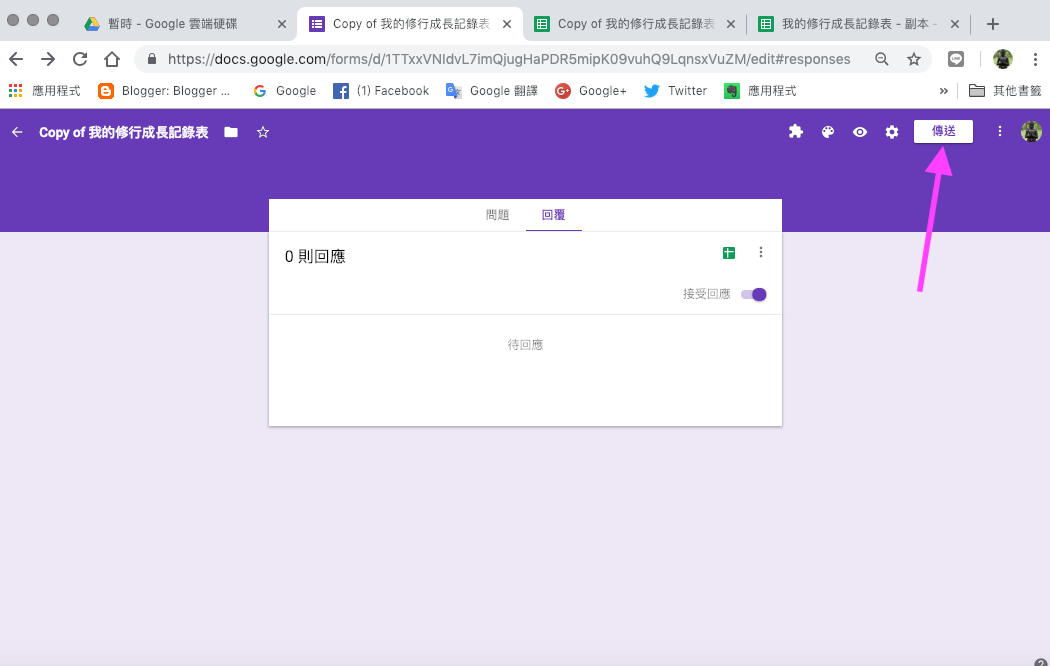 暫時 - Google 雲端硬碟
Copy of 我的修行成長記錄表
Copy of 我的修行成長記錄表
我的修行成長記錄表 - 副本 -
https://docs.google.com/forms/d/1TTxxVNIdvL7imQjugHaPDR5mipK09vuhQ9LqnsxVuZM/edit#responses
應用程式
Blogger: Blogger ...
Google
(1) Facebook
Google 翻譯
Google+
Twitter
應用程式
»
其他書籤
Copy of 我的修行成長記錄表
傳送
問題
回覆
0 則回應
接受回應
待回應